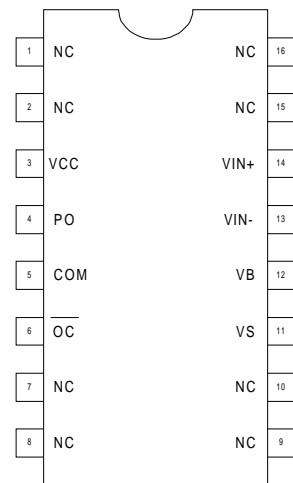 1 NC NC 16
2 NC NC 15
3 VCC VIN+ 14
4 PO VIN- 13
5 COM VB 12
6 O̅C̅ VS 11
7 NC NC 10
8 NC NC 9